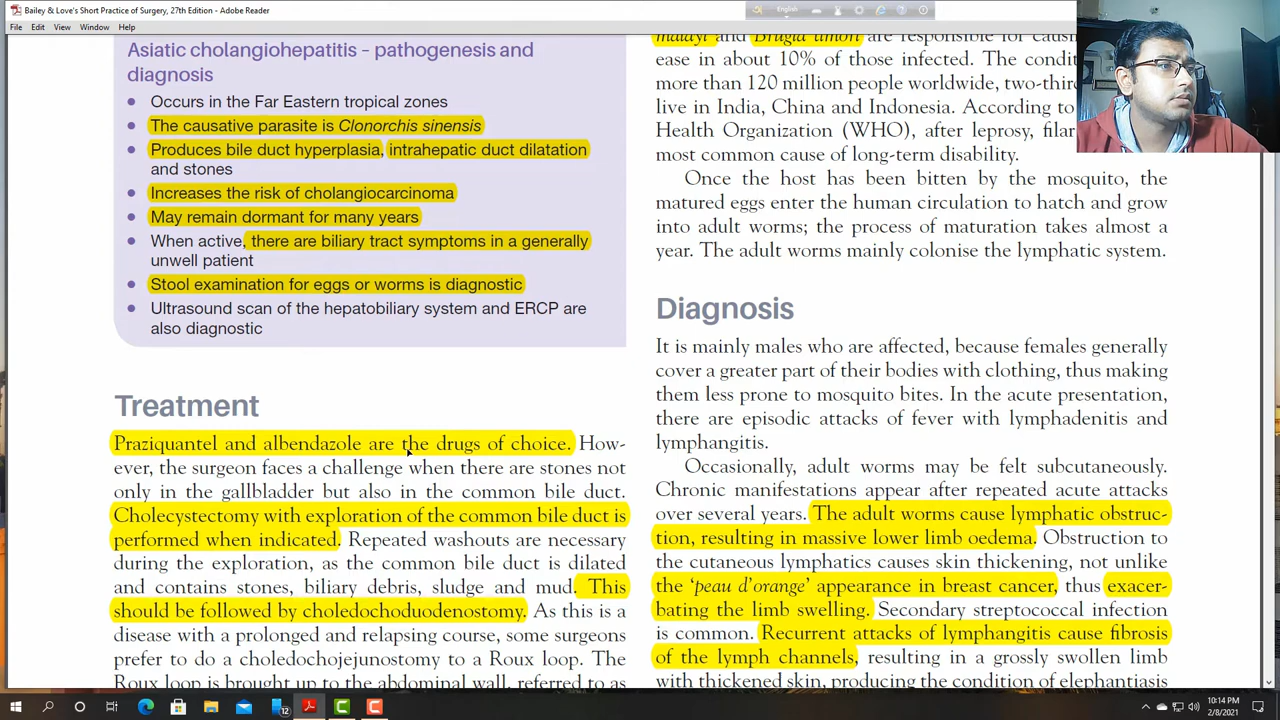 Bailey & Love's Short Practice of Surgery, 27th Edition - Adobe Reader
English
File Edit View Window Help
Asiatic cholangiohepatitis – pathogenesis and
diagnosis
• Occurs in the Far Eastern tropical zones
• The causative parasite is Clonorchis sinensis
• Produces bile duct hyperplasia, intrahepatic duct dilatation
and stones
• Increases the risk of cholangiocarcinoma
• May remain dormant for many years
• When active, there are biliary tract symptoms in a generally
unwell patient
• Stool examination for eggs or worms is diagnostic
• Ultrasound scan of the hepatobiliary system and ERCP are
also diagnostic
Treatment
Praziquantel and albendazole are the drugs of choice. How-
ever, the surgeon faces a challenge when there are stones not
only in the gallbladder but also in the common bile duct.
Cholecystectomy with exploration of the common bile duct is
performed when indicated. Repeated washouts are necessary
during the exploration, as the common bile duct is dilated
and contains stones, biliary debris, sludge and mud. This
should be followed by choledochoduodenostomy. As this is a
disease with a prolonged and relapsing course, some surgeons
prefer to do a choledochojejunostomy to a Roux loop. The
Roux loop is brought up to the abdominal wall, referred to as
malayi and Brugia timori are responsible for
ease in about 10% of those infected. The
more than 120 million people worldwide,
live in India, China and Indonesia. According to
Health Organization (WHO), after leprosy,
most common cause of long-term disability.
Once the host has been bitten by the mosquito, the
matured eggs enter the human circulation to hatch and grow
into adult worms; the process of maturation takes almost a
year. The adult worms mainly colonise the lymphatic system.
Diagnosis
It is mainly males who are affected, because females generally
cover a greater part of their bodies with clothing, thus making
them less prone to mosquito bites. In the acute presentation,
there are episodic attacks of fever with lymphadenitis and
lymphangitis.
Occasionally, adult worms may be felt subcutaneously.
Chronic manifestations appear after repeated acute attacks
over several years. The adult worms cause lymphatic obstruc-
tion, resulting in massive lower limb oedema. Obstruction to
the cutaneous lymphatics causes skin thickening, not unlike
the 'peau d'orange' appearance in breast cancer, thus exacer-
bating the limb swelling. Secondary streptococcal infection
is common. Recurrent attacks of lymphangitis cause fibrosis
of the lymph channels, resulting in a grossly swollen limb
with thickened skin, producing the condition of elephantiasis
12
10:14 PM
2/8/2021